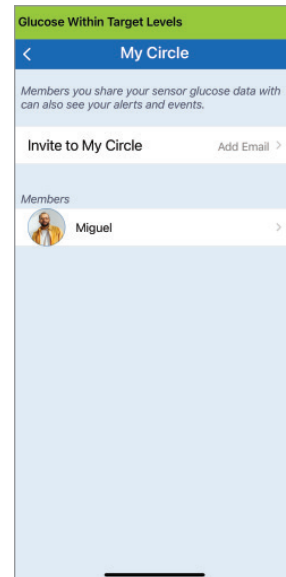 Glucose Within Target Levels
My Circle
Members you share your sensor glucose data with
can also see your alerts and events.
Invite to My Circle Add Email
Members
Miguel